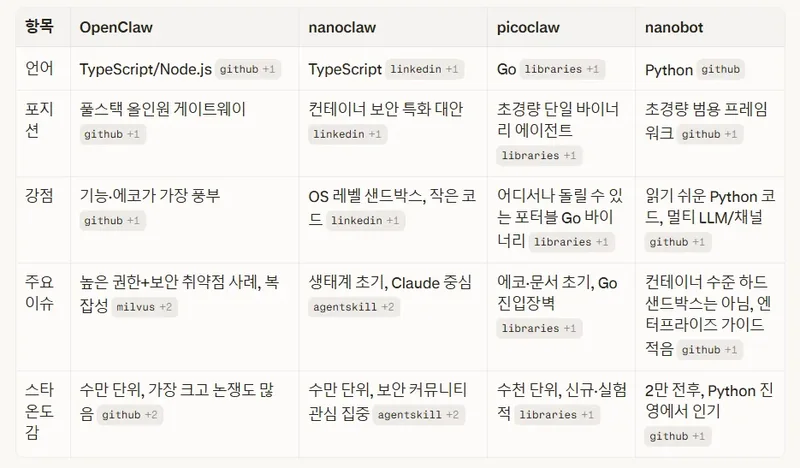 항목 OpenClaw nanoclaw picoclaw nanobot
언어 TypeScript/Node.js github +1 TypeScript linkedin +1 Go libraries +1 Python github
포지션 풀스택 올인원 게이트웨이 github +1 컨테이너 보안 특화 대안 linkedin +1 초경량 단일 바이너리 에이전트 libraries +1 초경량 범용 프레임워크 github +1
강점 기능·에코가 가장 풍부 github +1 OS 레벨 샌드박스, 작은 코드 linkedin +1 어디서나 돌릴 수 있는 포터블 Go 바이너리 libraries +1 읽기 쉬운 Python 코드, 멀티 LLM/채널 github +1
주요 이슈 높은 권한+보안 취약점 사례, 복잡성 milvus +2 생태계 초기, Claude 중심 agentskill +2 에코·문서 초기, Go 진입장벽 libraries +1 컨테이너 수준 하드 샌드박스는 아님, 엔터프라이즈 가이드 적음 github +1
스타 온도감 수만 단위, 가장 크고 논쟁도 많음 github +2 수만 단위, 보안 커뮤니티 관심 집중 agentskill +2 수천 단위, 신규·실험적 libraries +1 2만 전후, Python 진영에서 인기 github +1